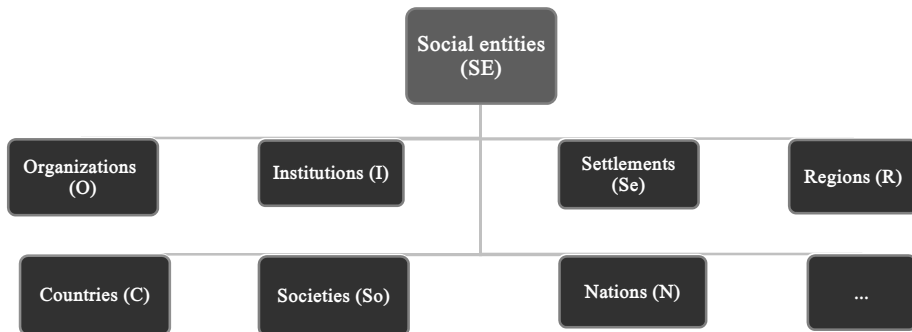 Social entities
(SE)
Organizations
(O)
Institutions (I)
Settlements
(Se)
Regions (R)
Countries (C)
Societies (So)
Nations (N)
...